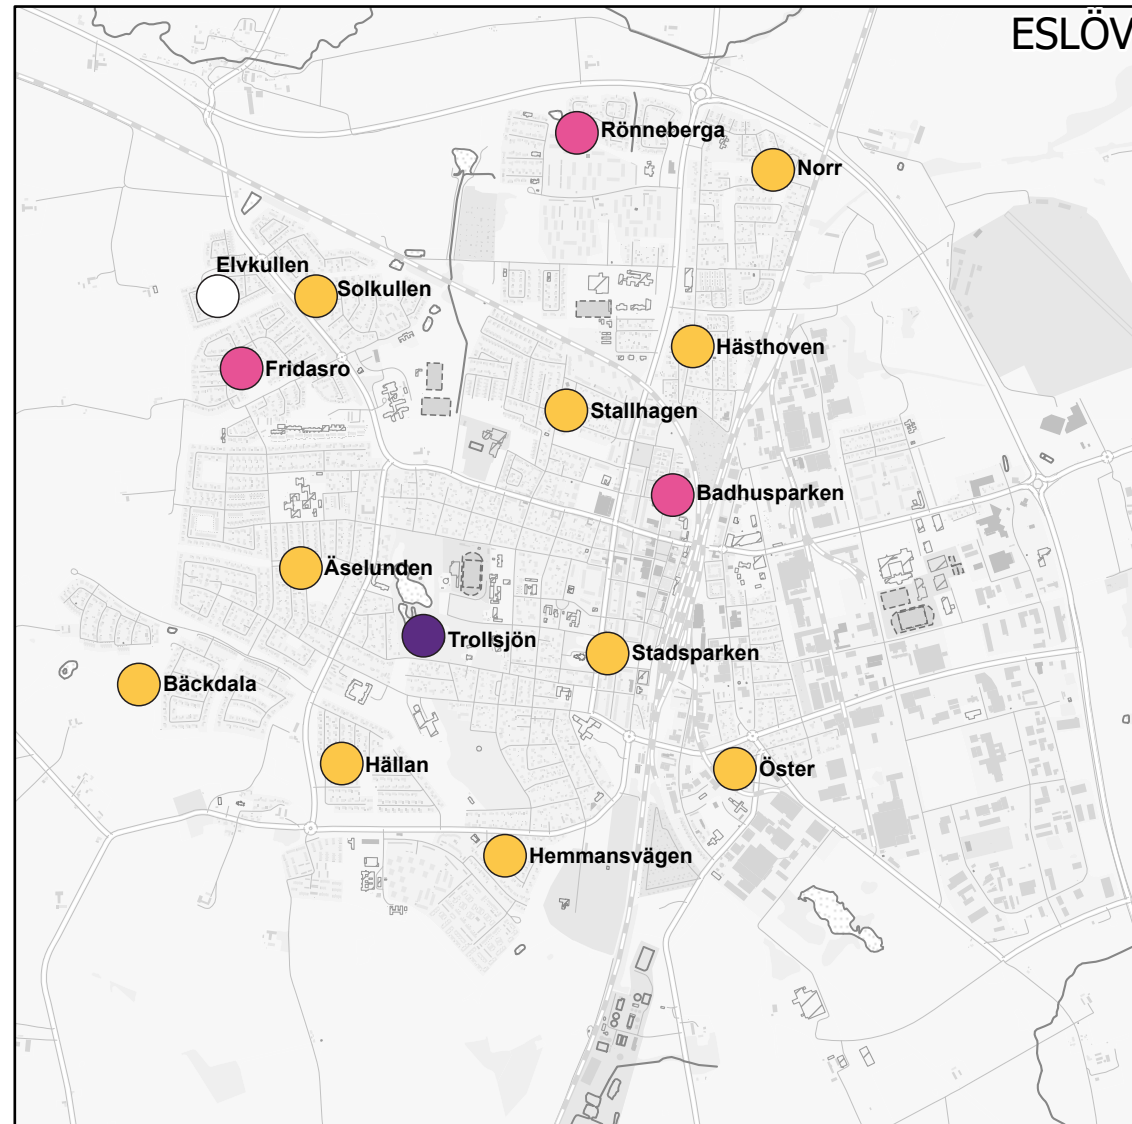 ESLÖV
Rönneberga
Norr
Elvkullen
Solkullen
Hästhoven
Fridasro
Stallhagen
Badhusparken
Äselunden
Trollsjön
Stadsparken
Bäckdala
Hällan
Öster
Hemmansvägen